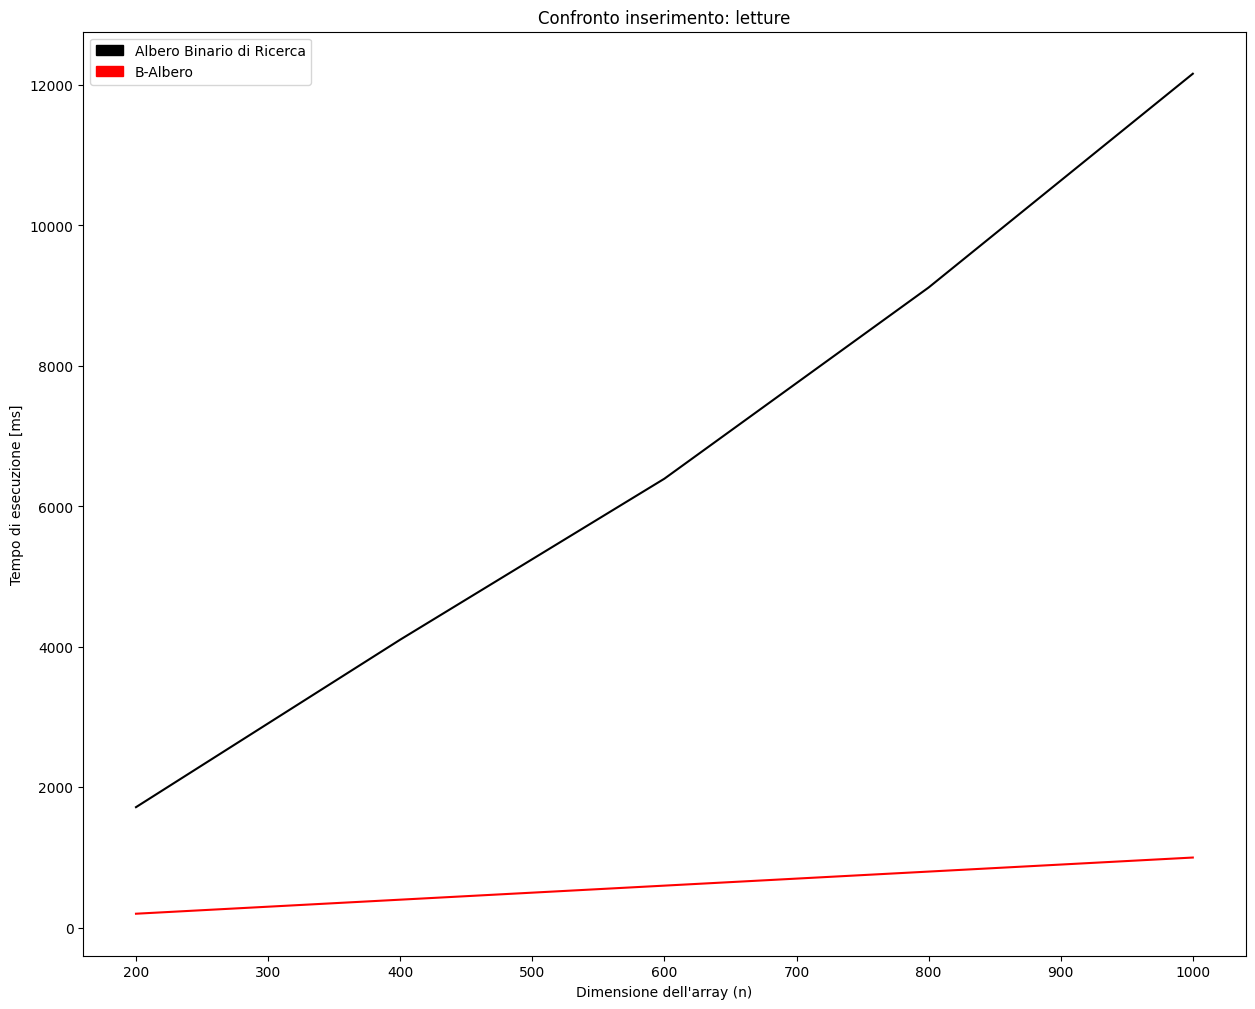 Confronto inserimento: letture
Albero Binario di Ricerca
B-Albero
12000
10000
8000
6000
4000
2000
0
Tempo di esecuzione [ms]
200 300 400 500 600 700 800 900 1000
Dimensione dell'array (n)